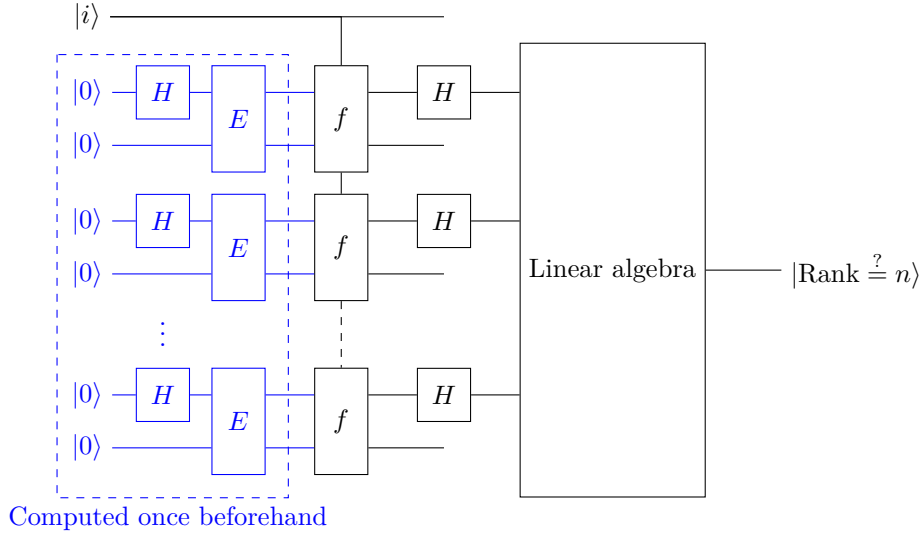 |i⟩
|0⟩ H E f H
|0⟩
|0⟩ H E f H
|0⟩
Linear algebra |Rank ≟ n⟩
⋮
|0⟩ H E f H
|0⟩
Computed once beforehand